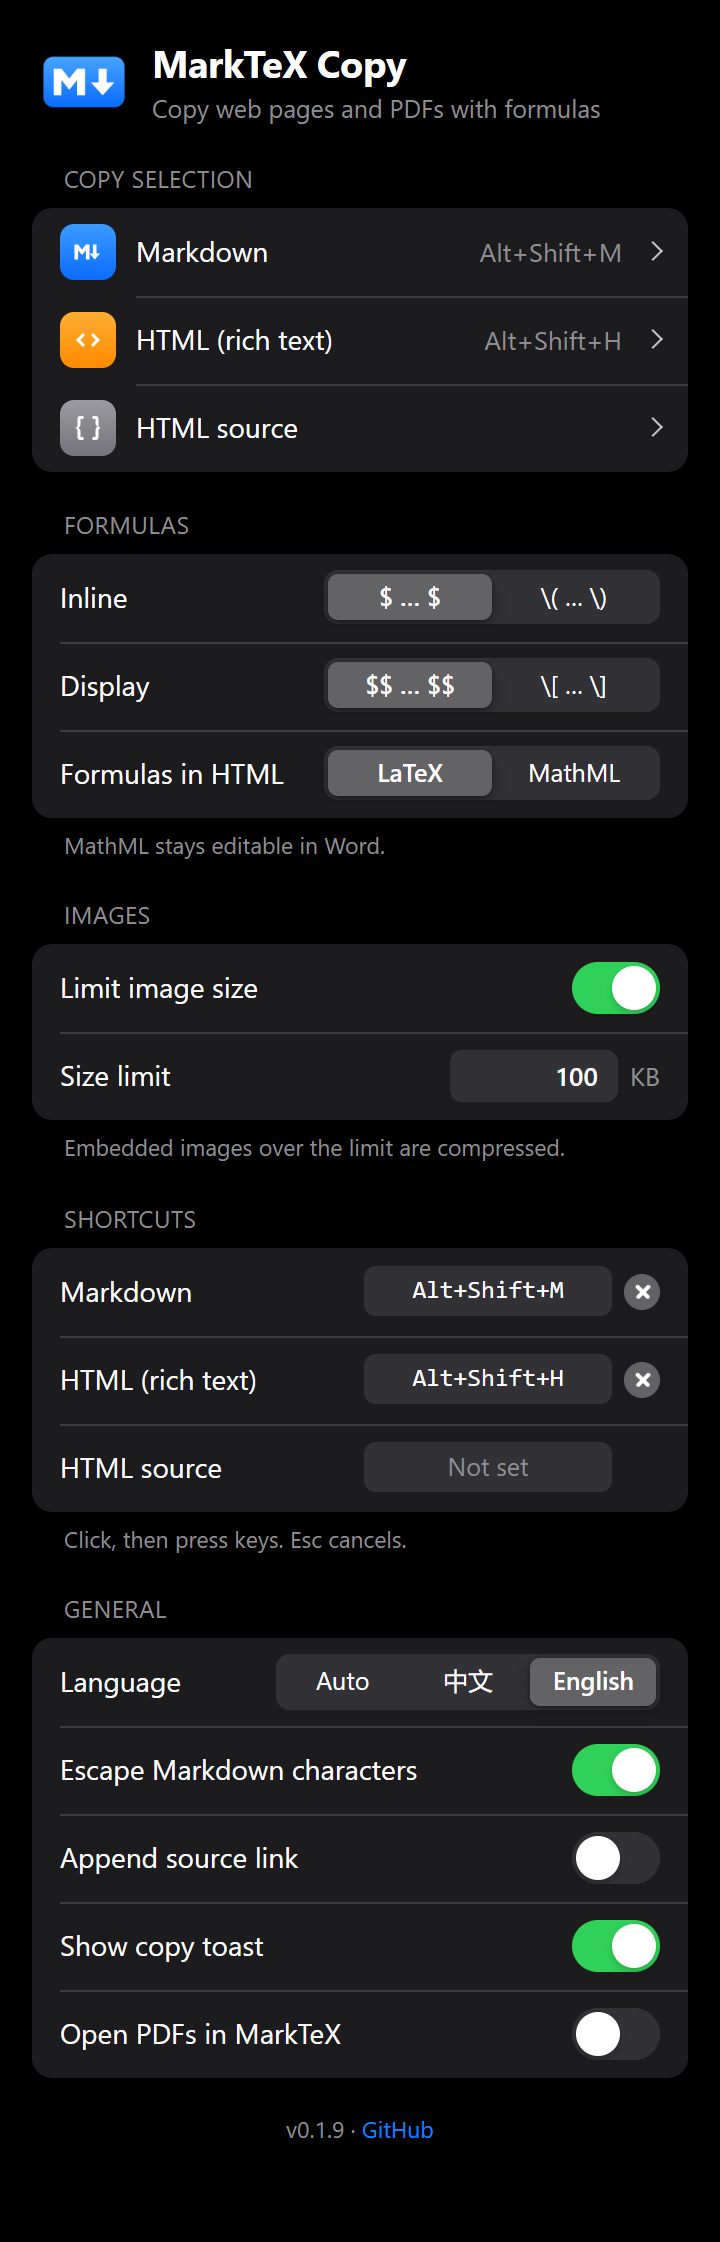 M↓
MarkTeX Copy
Copy web pages and PDFs with formulas
COPY SELECTION
M↓ Markdown Alt+Shift+M
<> HTML (rich text) Alt+Shift+H
{ } HTML source
FORMULAS
Inline $ ... $ \( ... \)
Display $$ ... $$ \[ ... \]
Formulas in HTML LaTeX MathML
MathML stays editable in Word.
IMAGES
Limit image size
Size limit 100 KB
Embedded images over the limit are compressed.
SHORTCUTS
Markdown Alt+Shift+M
HTML (rich text) Alt+Shift+H
HTML source Not set
Click, then press keys. Esc cancels.
GENERAL
Language Auto 中文 English
Escape Markdown characters
Append source link
Show copy toast
Open PDFs in MarkTeX
v0.1.9 · GitHub